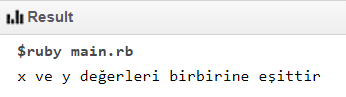 Result
$ruby main.rb
x ve y değerleri birbirine eşittir